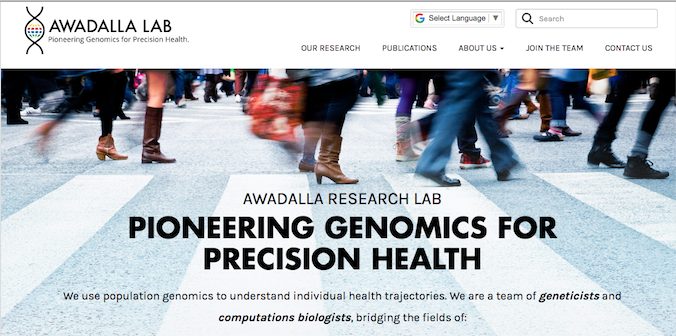 AWADALLA LAB
Pioneering Genomics for Precision Health.
G Select Language ▼
Search
OUR RESEARCH PUBLICATIONS ABOUT US JOIN THE TEAM CONTACT US
AWADALLA RESEARCH LAB
PIONEERING GENOMICS FOR
PRECISION HEALTH
We use population genomics to understand individual health trajectories. We are a team of geneticists and
computations biologists, bridging the fields of: